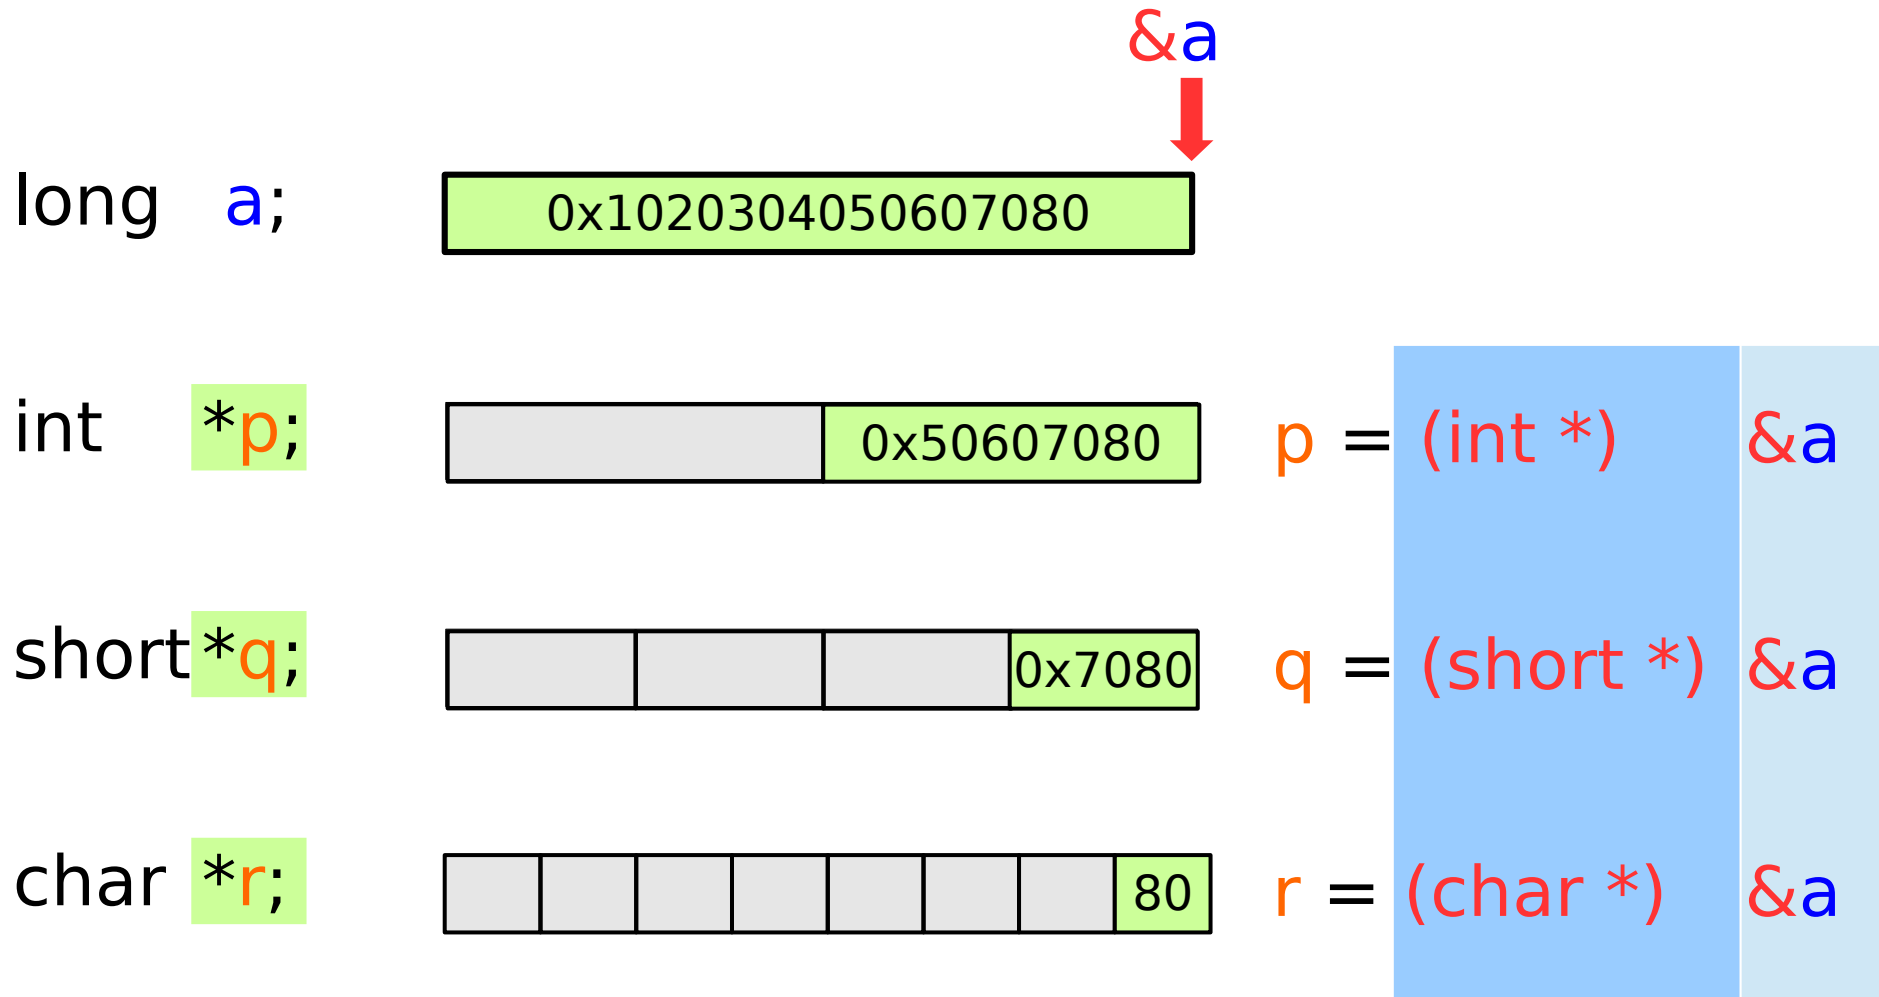 &a
long a; 0x1020304050607080
int *p; 0x50607080 p = (int *) &a
short *q; 0x7080 q = (short *) &a
char *r; 80 r = (char *) &a